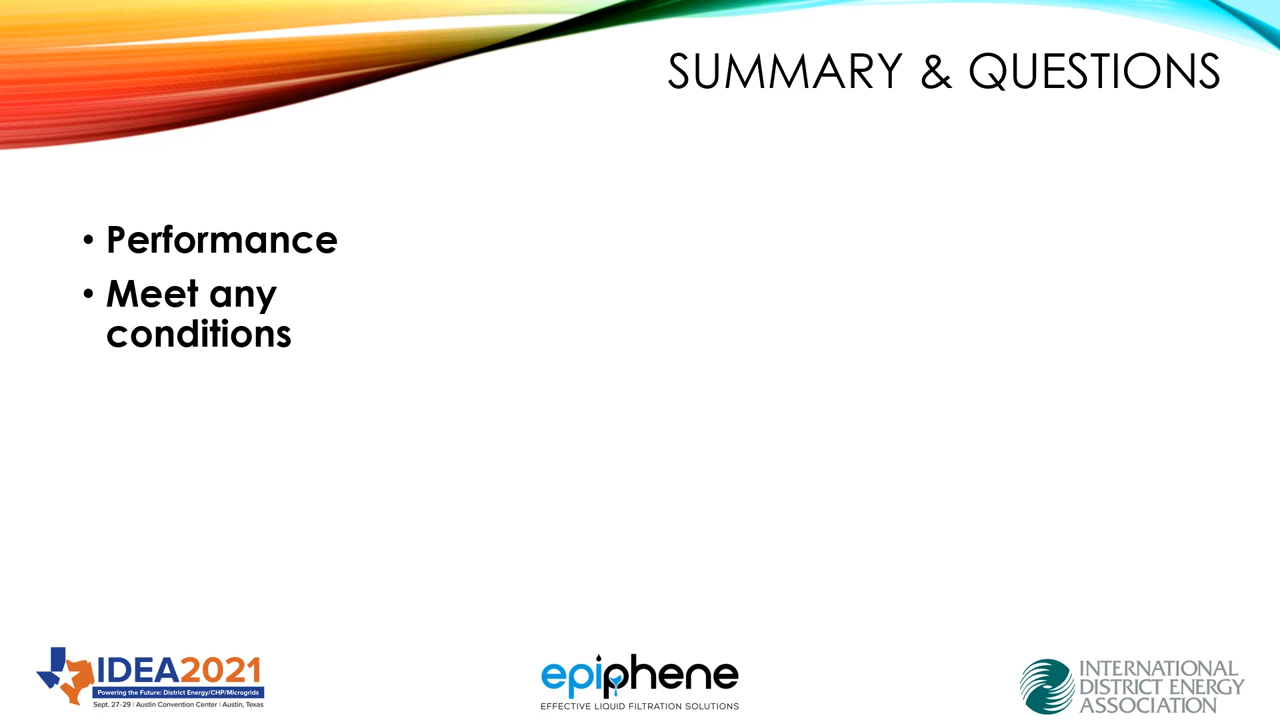 SUMMARY & QUESTIONS
• Performance
• Meet any
conditions
IDEA2021
Powering the Future: District Energy/CHP/Microgrids
Sept. 27-29 | Austin Convention Center | Austin, Texas
epiphene
EFFECTIVE LIQUID FILTRATION SOLUTIONS
INTERNATIONAL
DISTRICT ENERGY
ASSOCIATION